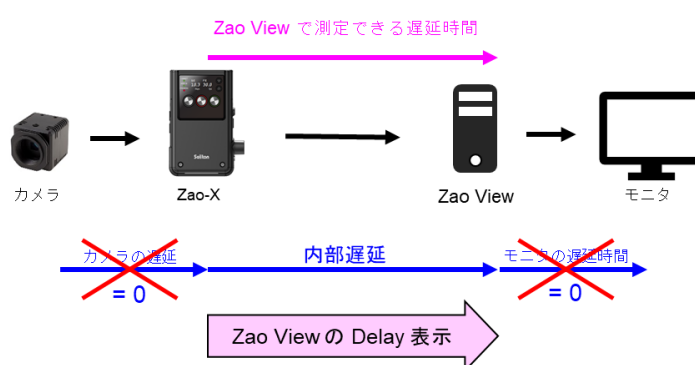 Zao View で測定できる遅延時間
Soliton
カメラ
Zao-X
Zao View
モニタ
カメラの遅延
内部遅延
モニタの遅延時間
= 0
= 0
Zao View の Delay 表示